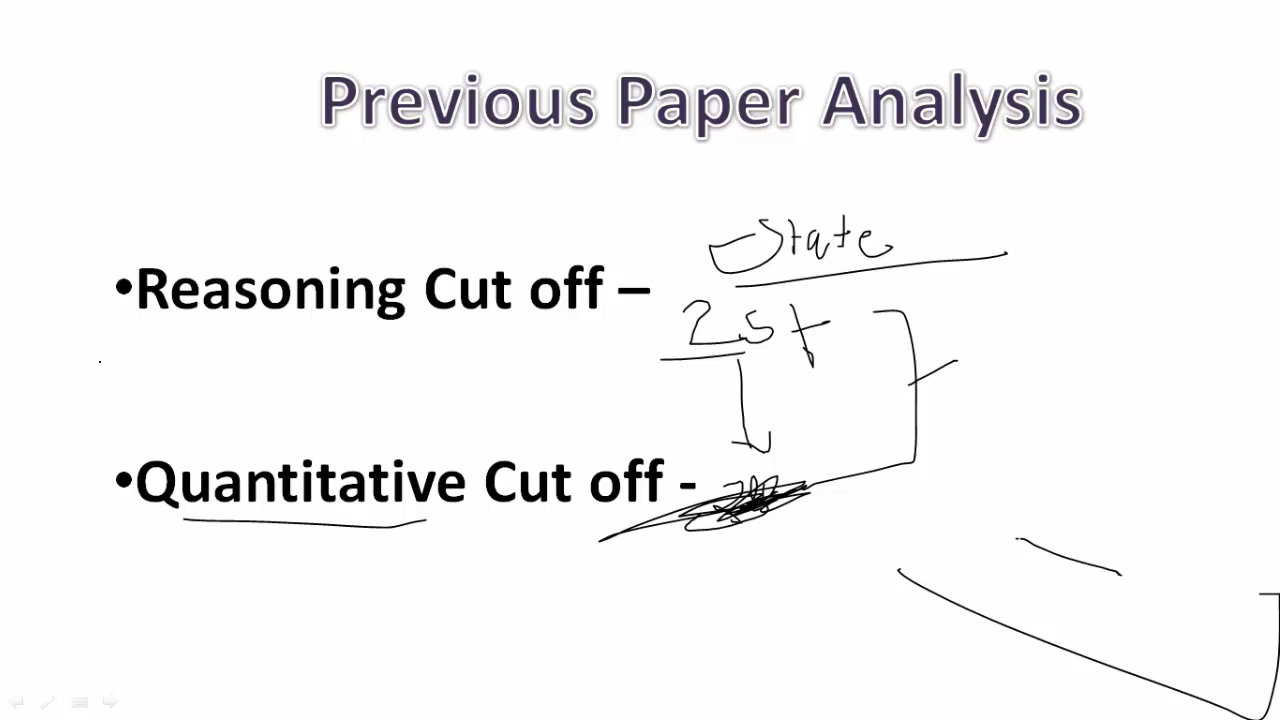 Previous Paper Analysis
State
•Reasoning Cut off –
25+
•Quantitative Cut off -